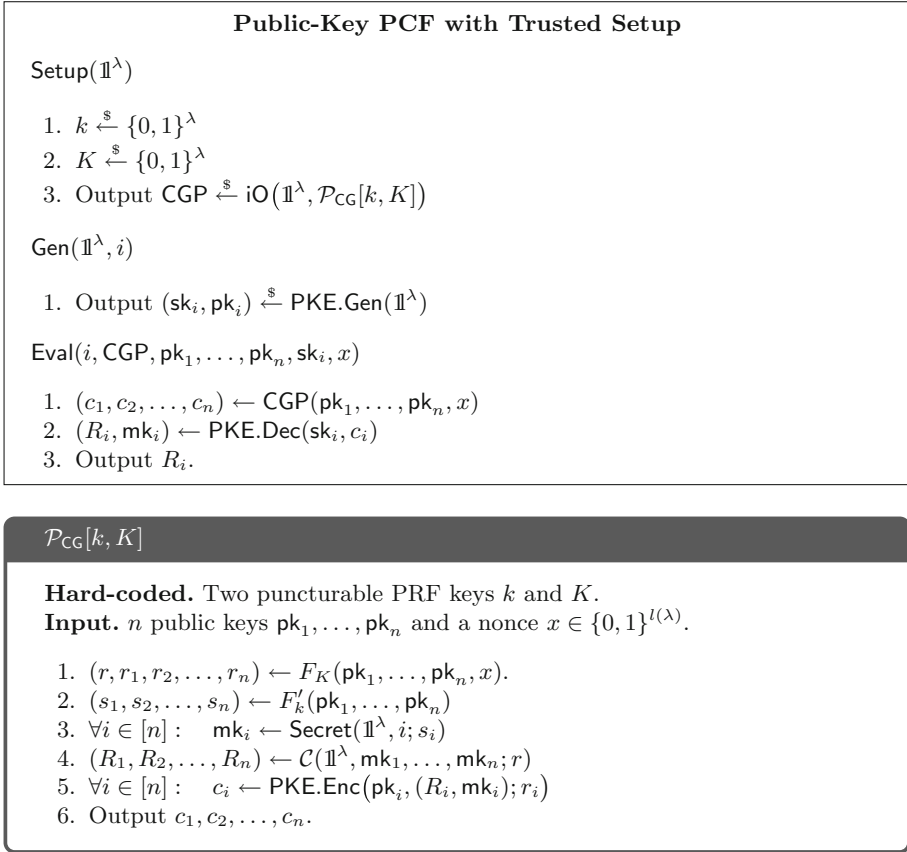 Public-Key PCF with Trusted Setup
Setup(𝟙^λ)
1. k ←$ {0, 1}^λ
2. K ←$ {0, 1}^λ
3. Output CGP ←$ iO(𝟙^λ, 𝒫_CG[k, K])
Gen(𝟙^λ, i)
1. Output (sk_i, pk_i) ←$ PKE.Gen(𝟙^λ)
Eval(i, CGP, pk_1, . . . , pk_n, sk_i, x)
1. (c_1, c_2, . . . , c_n) ← CGP(pk_1, . . . , pk_n, x)
2. (R_i, mk_i) ← PKE.Dec(sk_i, c_i)
3. Output R_i.
𝒫_CG[k, K]
Hard-coded. Two puncturable PRF keys k and K.
Input. n public keys pk_1, . . . , pk_n and a nonce x ∈ {0, 1}^{l(λ)}.
1. (r, r_1, r_2, . . . , r_n) ← F_K(pk_1, . . . , pk_n, x).
2. (s_1, s_2, . . . , s_n) ← F'_k(pk_1, . . . , pk_n)
3. ∀i ∈ [n] : mk_i ← Secret(𝟙^λ, i; s_i)
4. (R_1, R_2, . . . , R_n) ← 𝒞(𝟙^λ, mk_1, . . . , mk_n; r)
5. ∀i ∈ [n] : c_i ← PKE.Enc(pk_i, (R_i, mk_i); r_i)
6. Output c_1, c_2, . . . , c_n.